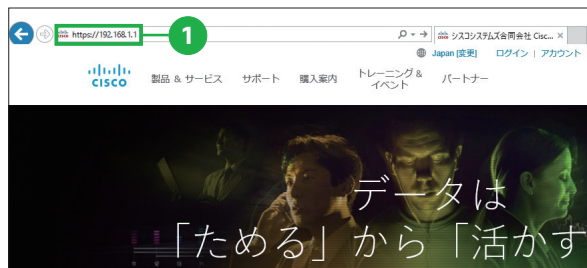 https://192.168.1.1
1
シスコシステムズ合同会社 Cisc... ×
Japan [変更] ログイン | アカウント
CISCO
製品 & サービス サポート 購入案内 トレーニング & イベント パートナー
データは
「ためる」から「活かす